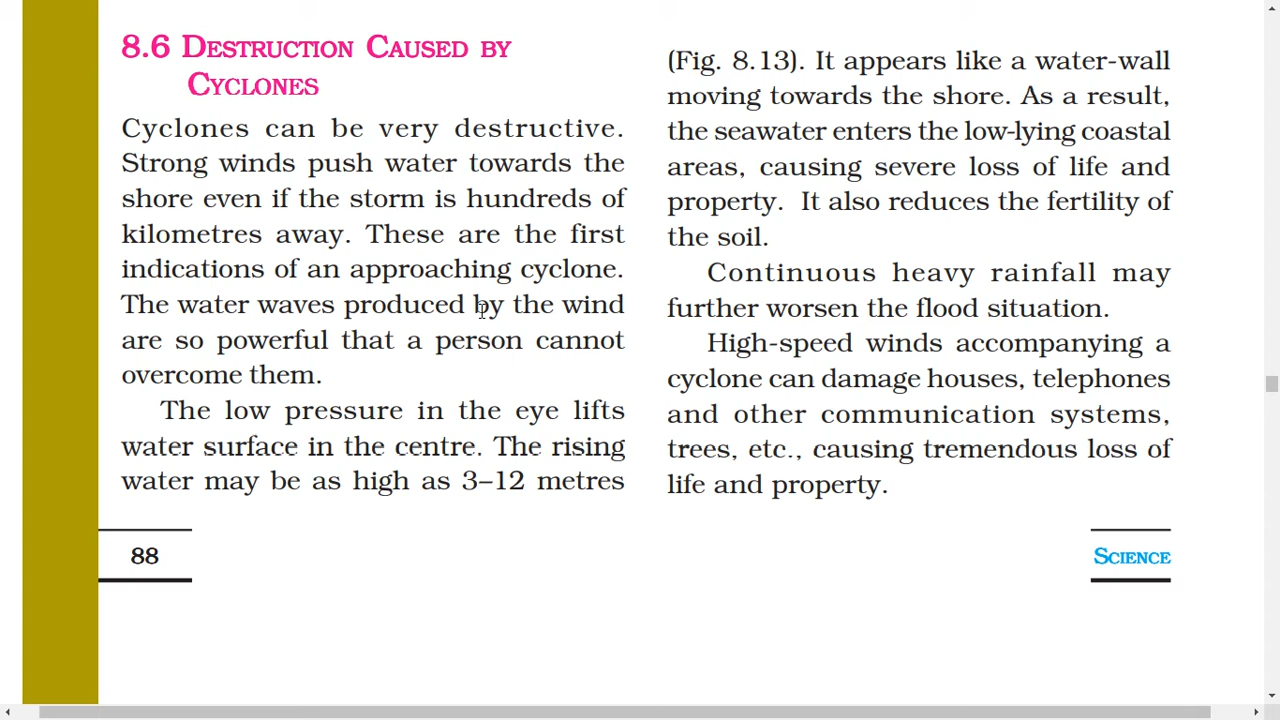 8.6 DESTRUCTION CAUSED BY
CYCLONES
Cyclones can be very destructive.
Strong winds push water towards the
shore even if the storm is hundreds of
kilometres away. These are the first
indications of an approaching cyclone.
The water waves produced by the wind
are so powerful that a person cannot
overcome them.
The low pressure in the eye lifts
water surface in the centre. The rising
water may be as high as 3–12 metres
(Fig. 8.13). It appears like a water-wall
moving towards the shore. As a result,
the seawater enters the low-lying coastal
areas, causing severe loss of life and
property. It also reduces the fertility of
the soil.
Continuous heavy rainfall may
further worsen the flood situation.
High-speed winds accompanying a
cyclone can damage houses, telephones
and other communication systems,
trees, etc., causing tremendous loss of
life and property.
88
SCIENCE